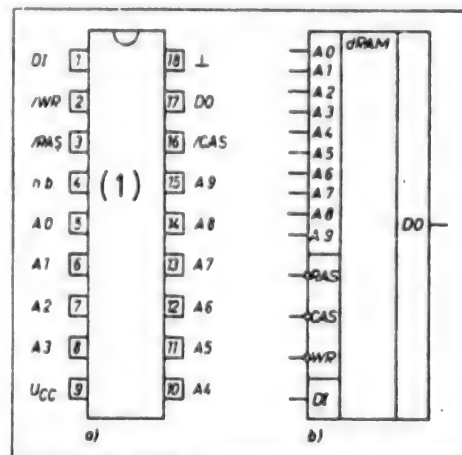 DI 1 18 ⊥
/WR 2 17 DO
/RAS 3 16 /CAS
n.b. 4 (1) 15 A9
A0 5 14 A8
A1 6 13 A7
A2 7 12 A6
A3 8 11 A5
UCC 9 10 A4
a)
dRAM
A0
A1
A2
A3
A4
A5
A6
A7
A8
A9
DO
RAS
CAS
WR
DI
b)